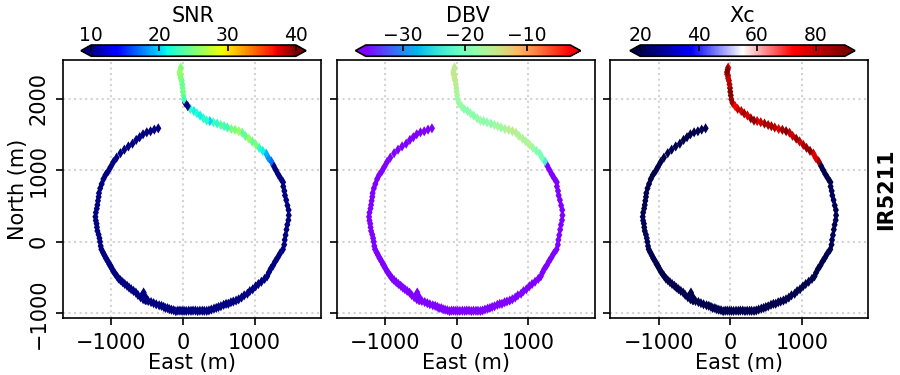 SNR DBV Xc
10 20 30 40 −30 −20 −10 20 40 60 80
North (m)
2000
1000
0
−1000
−1000 0 1000 −1000 0 1000 −1000 0 1000
East (m) East (m) East (m)
IR5211